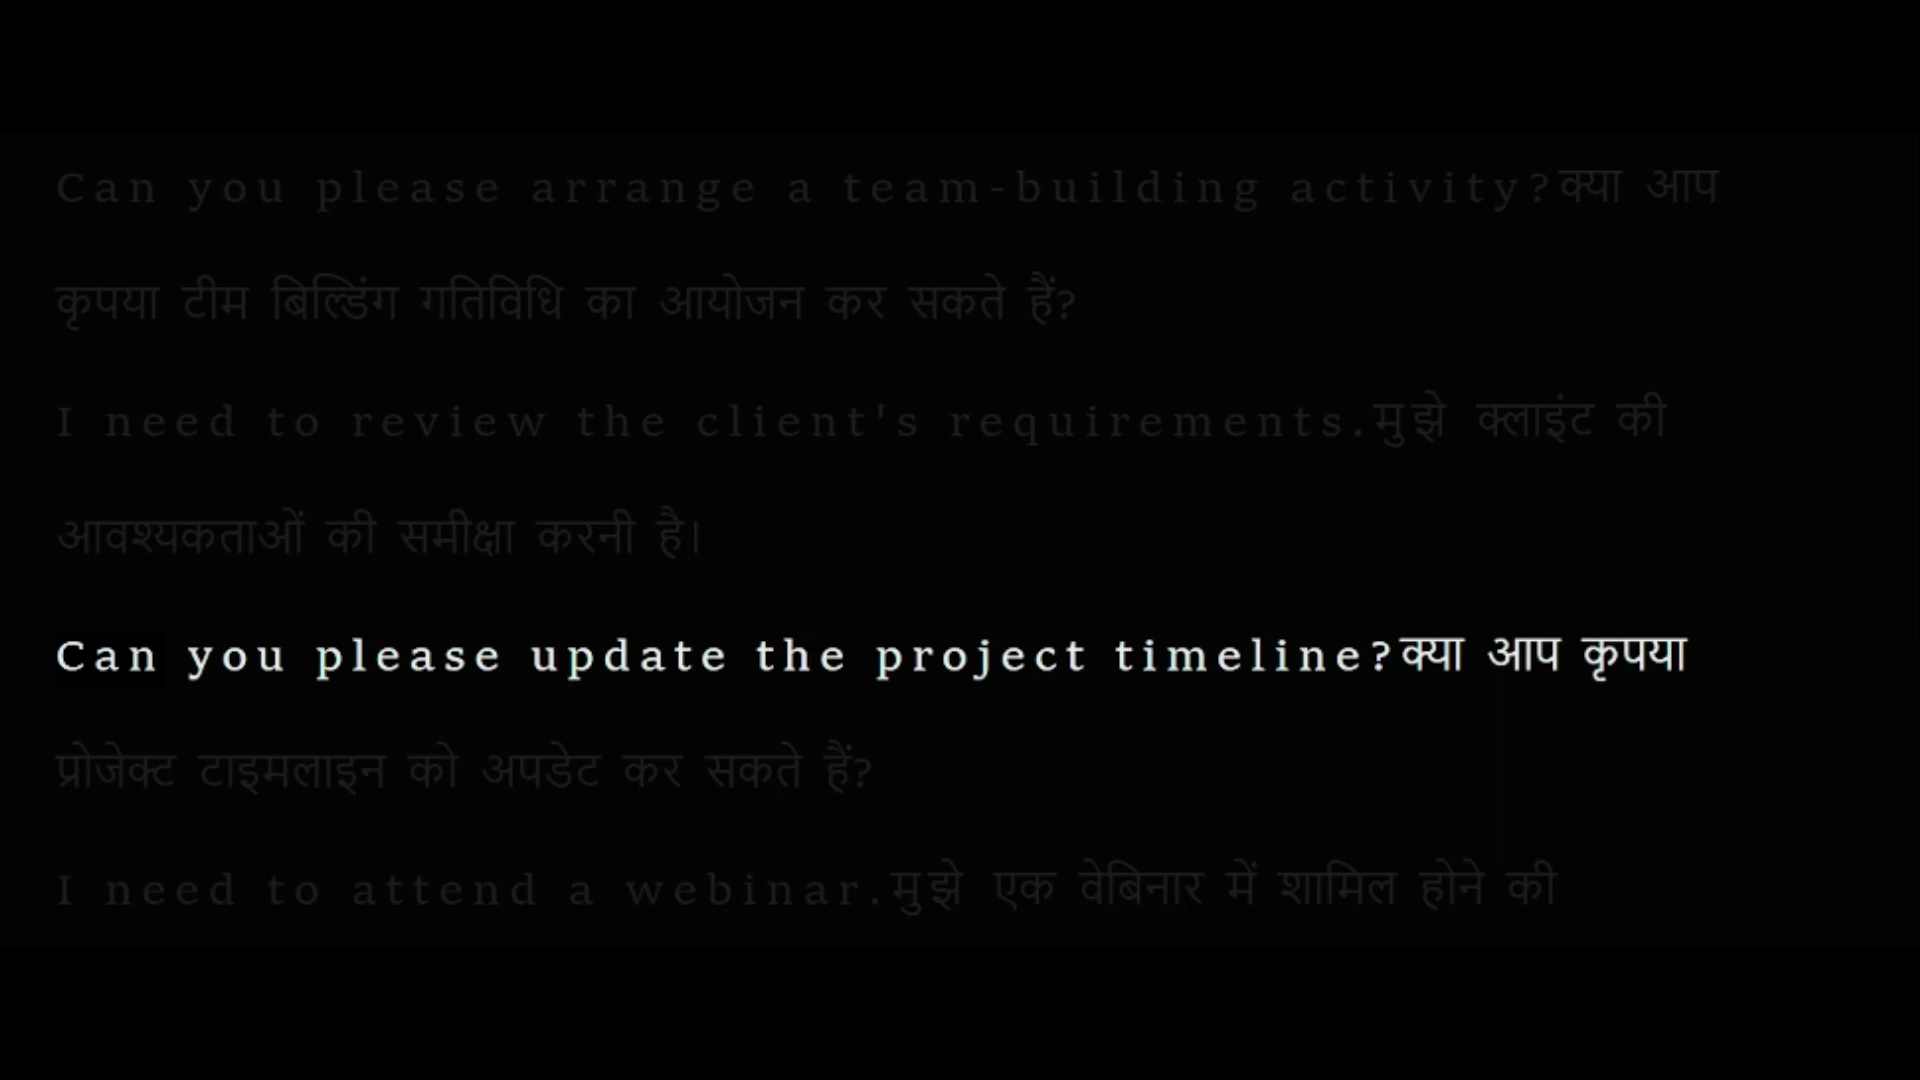 Can you please arrange a team-building activity?क्या आप
कृपया टीम बिल्डिंग गतिविधि का आयोजन कर सकते हैं?
I need to review the client's requirements.मुझे क्लाइंट की
आवश्यकताओं की समीक्षा करनी है।
Can you please update the project timeline?क्या आप कृपया
प्रोजेक्ट टाइमलाइन को अपडेट कर सकते हैं?
I need to attend a webinar.मुझे एक वेबिनार में शामिल होने की